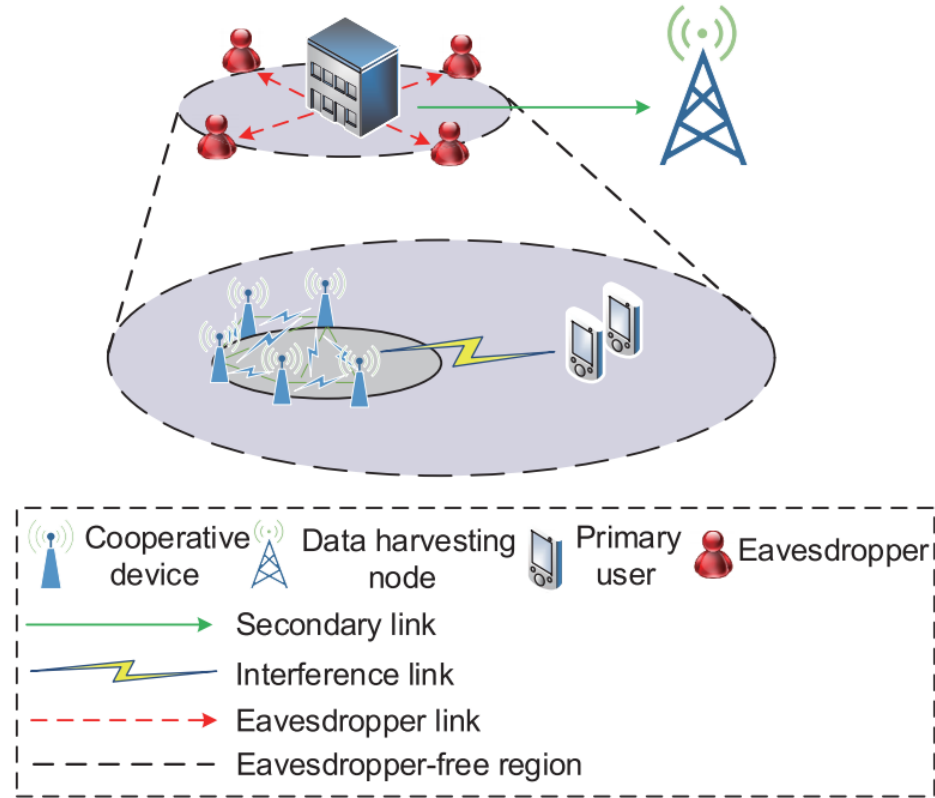 Cooperative
device
Data harvesting
node
Primary
user
Eavesdropper
Secondary link
Interference link
Eavesdropper link
Eavesdropper-free region